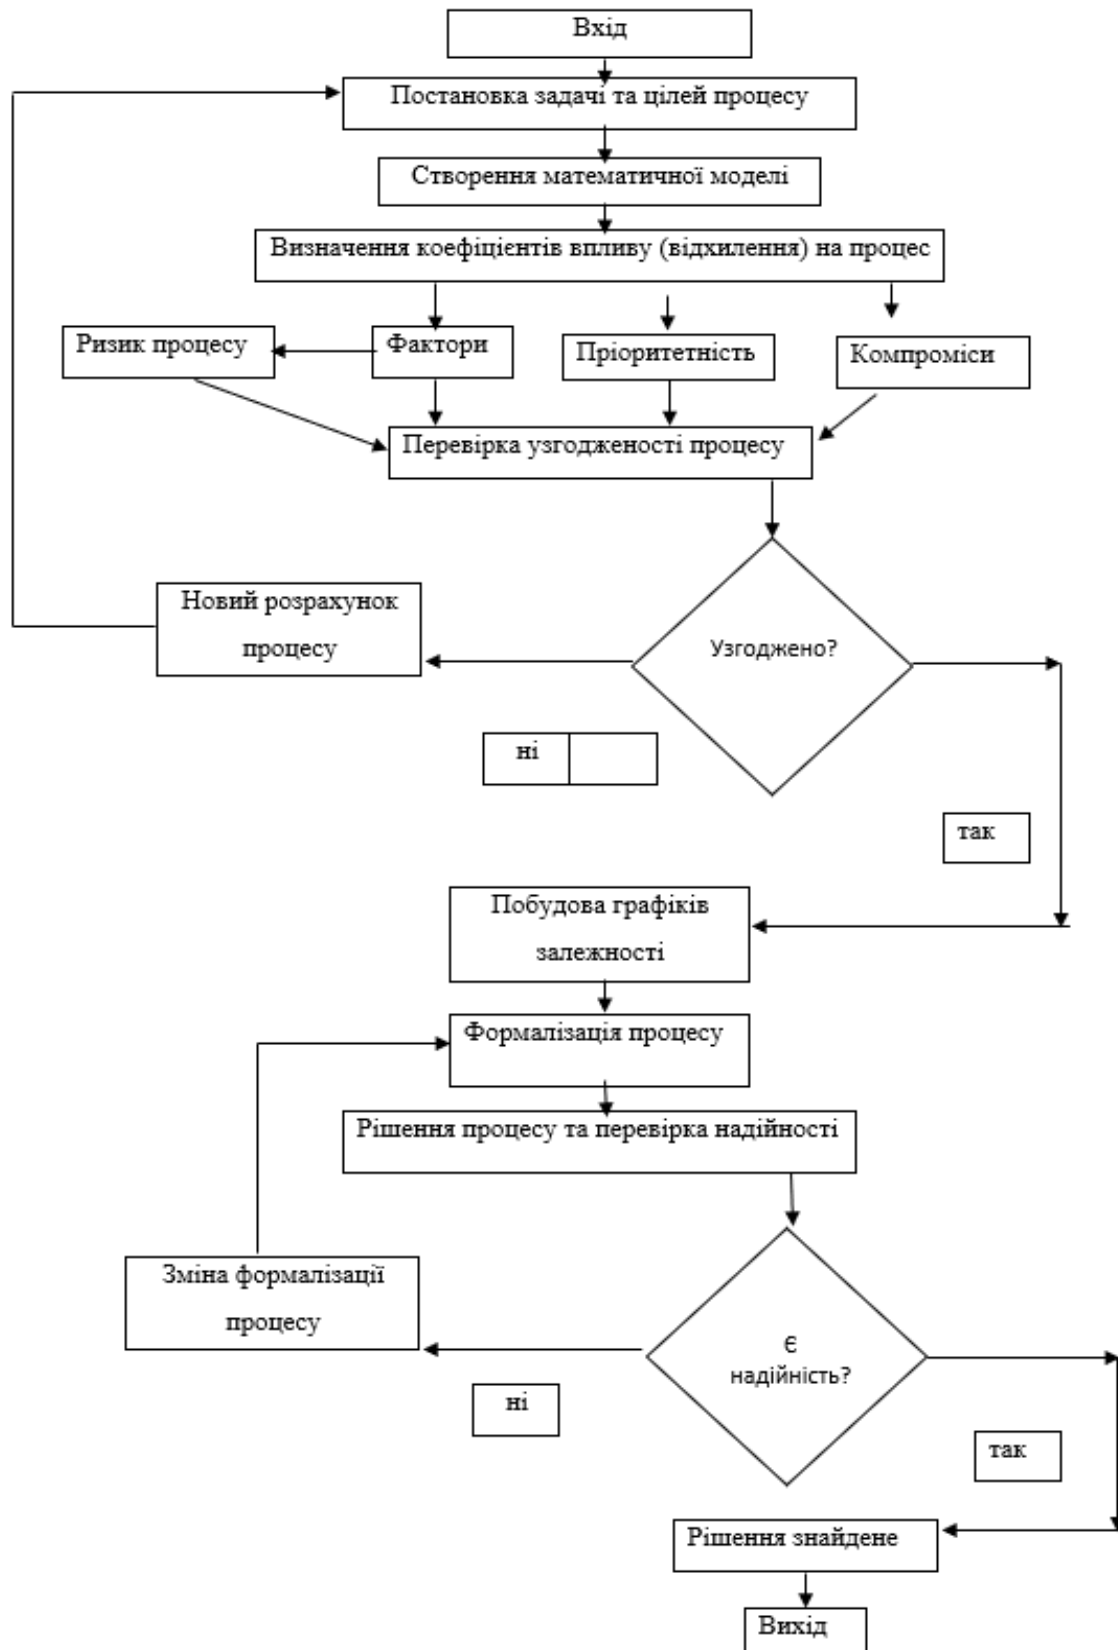 Вхід
Постановка задачі та цілей процесу
Створення математичної моделі
Визначення коефіцієнтів впливу (відхилення) на процес
Ризик процесу
Фактори
Пріоритетність
Компроміси
Перевірка узгодженості процесу
Новий розрахунок
процесу
Узгоджено?
ні
так
Побудова графіків
залежності
Формалізація процесу
Рішення процесу та перевірка надійності
Зміна формалізації
процесу
Є
надійність?
ні
так
Рішення знайдене
Вихід